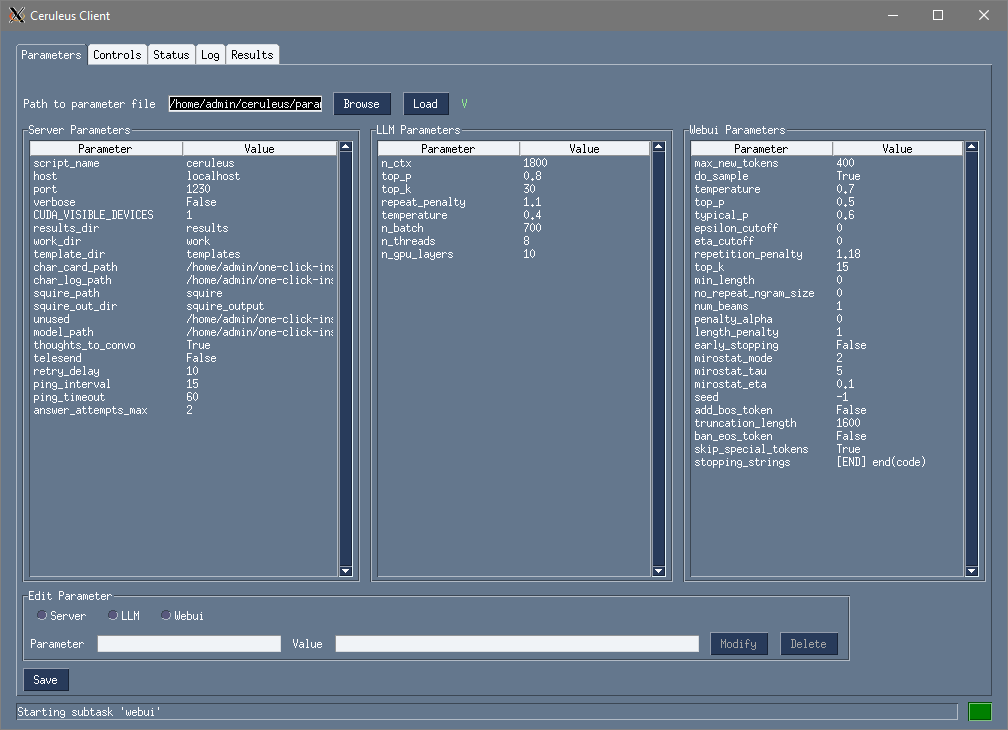 Ceruleus Client
Parameters Controls Status Log Results
Path to parameter file /home/admin/ceruleus/para Browse Load V
Server Parameters
Parameter Value
script_name ceruleus
host localhost
port 1230
verbose False
CUDA_VISIBLE_DEVICES 1
results_dir results
work_dir work
template_dir templates
char_card_path /home/admin/one-click-ins
char_log_path /home/admin/one-click-ins
squire_path squire
squire_out_dir squire_output
unused /home/admin/one-click-ins
model_path /home/admin/one-click-ins
thoughts_to_convo True
telesend False
retry_delay 10
ping_interval 15
ping_timeout 60
answer_attempts_max 2
LLM Parameters
Parameter Value
n_ctx 1800
top_p 0.8
top_k 30
repeat_penalty 1.1
temperature 0.4
n_batch 700
n_threads 8
n_gpu_layers 10
Webui Parameters
Parameter Value
max_new_tokens 400
do_sample True
temperature 0.7
top_p 0.5
typical_p 0.6
epsilon_cutoff 0
eta_cutoff 0
repetition_penalty 1.18
top_k 15
min_length 0
no_repeat_ngram_size 0
num_beams 1
penalty_alpha 0
length_penalty 1
early_stopping False
mirostat_mode 2
mirostat_tau 5
mirostat_eta 0.1
seed -1
add_bos_token False
truncation_length 1600
ban_eos_token False
skip_special_tokens True
stopping_strings [END] end(code)
Edit Parameter
Server LLM Webui
Parameter Value Modify Delete
Save
Starting subtask 'webui'